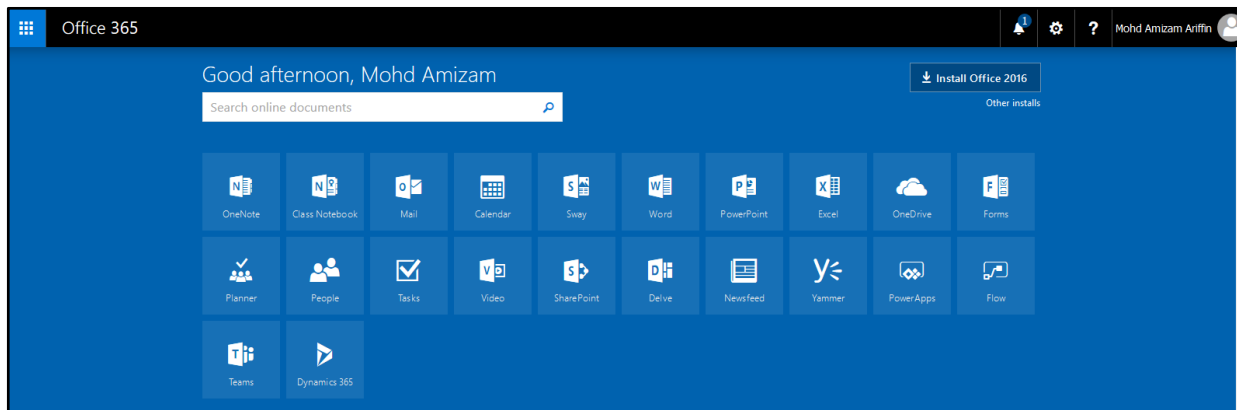 Office 365
1
?
Mohd Amizam Ariffin
Good afternoon, Mohd Amizam
Install Office 2016
Search online documents
Other installs
OneNote Class Notebook Mail Calendar Sway Word PowerPoint Excel OneDrive Forms
Planner People Tasks Video SharePoint Delve Newsfeed Yammer PowerApps Flow
Teams Dynamics 365